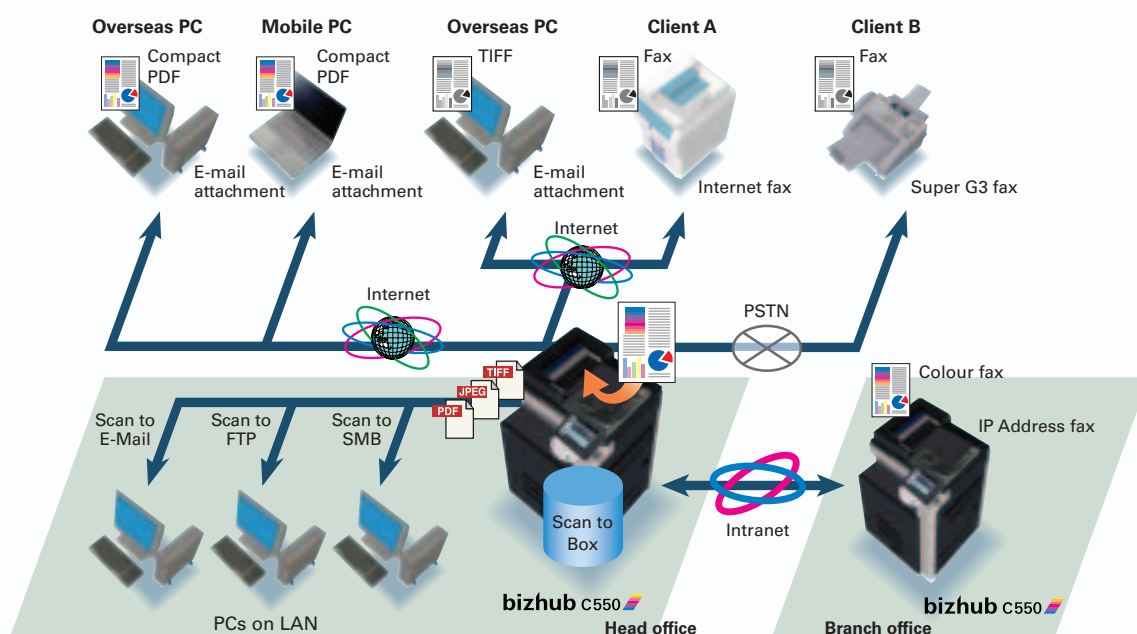 Overseas PC
Mobile PC
Overseas PC
Client A
Client B
Compact
PDF
Compact
PDF
TIFF
Fax
Fax
E-mail
attachment
E-mail
attachment
E-mail
attachment
Internet fax
Super G3 fax
Internet
Internet
PSTN
TIFF
JPEG
PDF
Colour fax
IP Address fax
Scan to
E-Mail
Scan to
FTP
Scan to
SMB
Scan to
Box
Intranet
PCs on LAN
bizhub C550
Head office
bizhub C550
Branch office